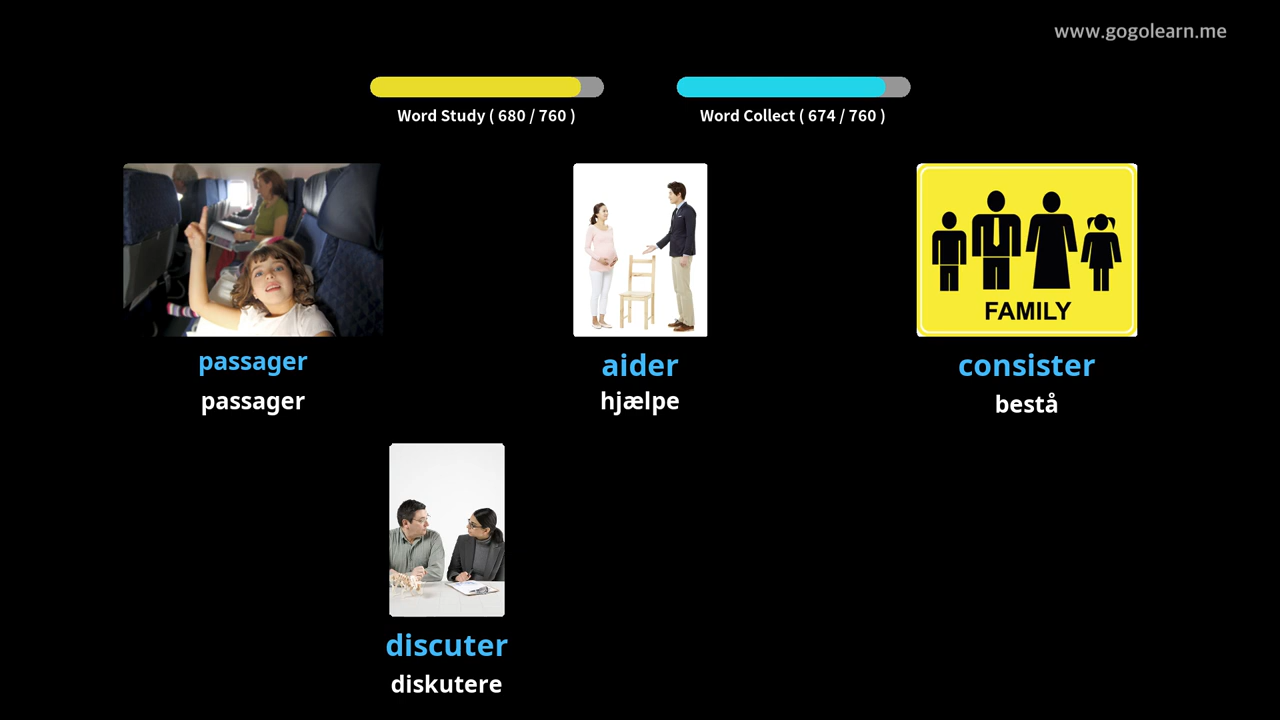 www.gogolearn.me
Word Study ( 680 / 760 )
Word Collect ( 674 / 760 )
FAMILY
passager
passager
aider
hjælpe
consister
bestå
discuter
diskutere